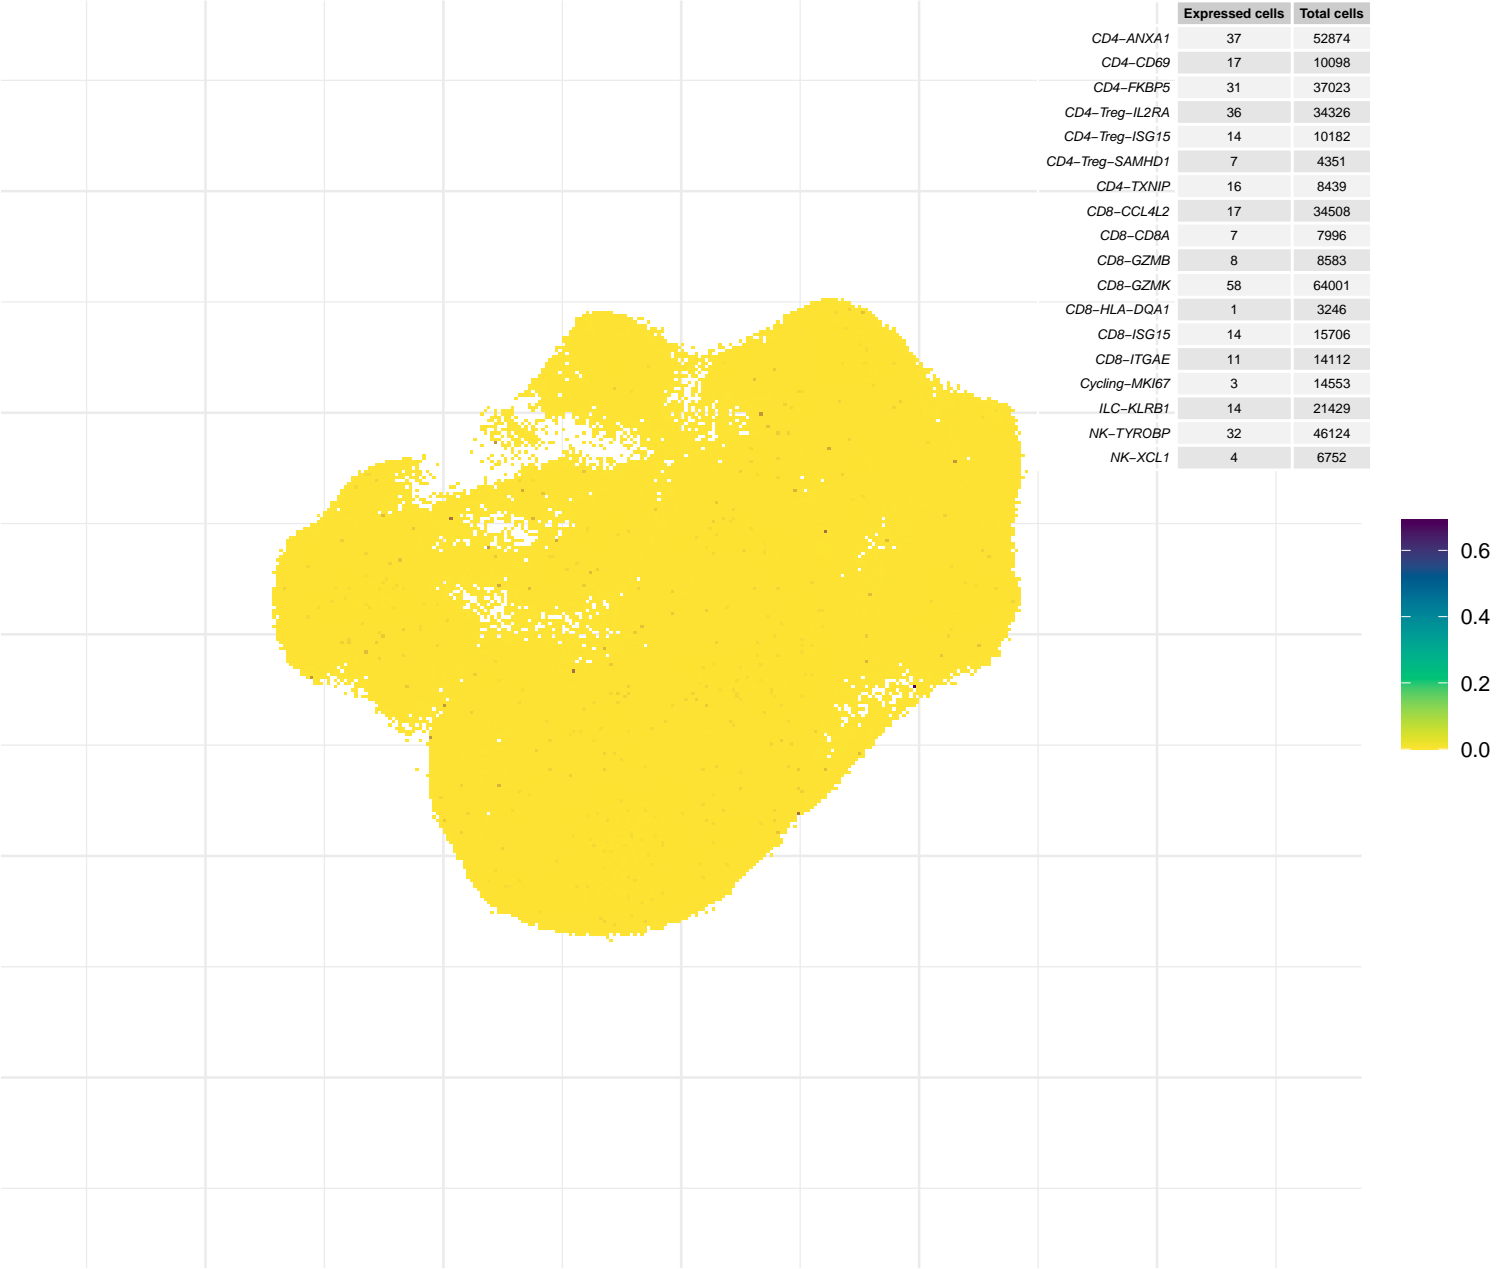 Expressed cells Total cells
CD4−ANXA1 37 52874
CD4−CD69 17 10098
CD4−FKBP5 31 37023
CD4−Treg−IL2RA 36 34326
CD4−Treg−ISG15 14 10182
CD4−Treg−SAMHD1 7 4351
CD4−TXNIP 16 8439
CD8−CCL4L2 17 34508
CD8−CD8A 7 7996
CD8−GZMB 8 8583
CD8−GZMK 58 64001
CD8−HLA−DQA1 1 3246
CD8−ISG15 14 15706
CD8−ITGAE 11 14112
Cycling−MKI67 3 14553
ILC−KLRB1 14 21429
NK−TYROBP 32 46124
NK−XCL1 4 6752
0.6
0.4
0.2
0.0